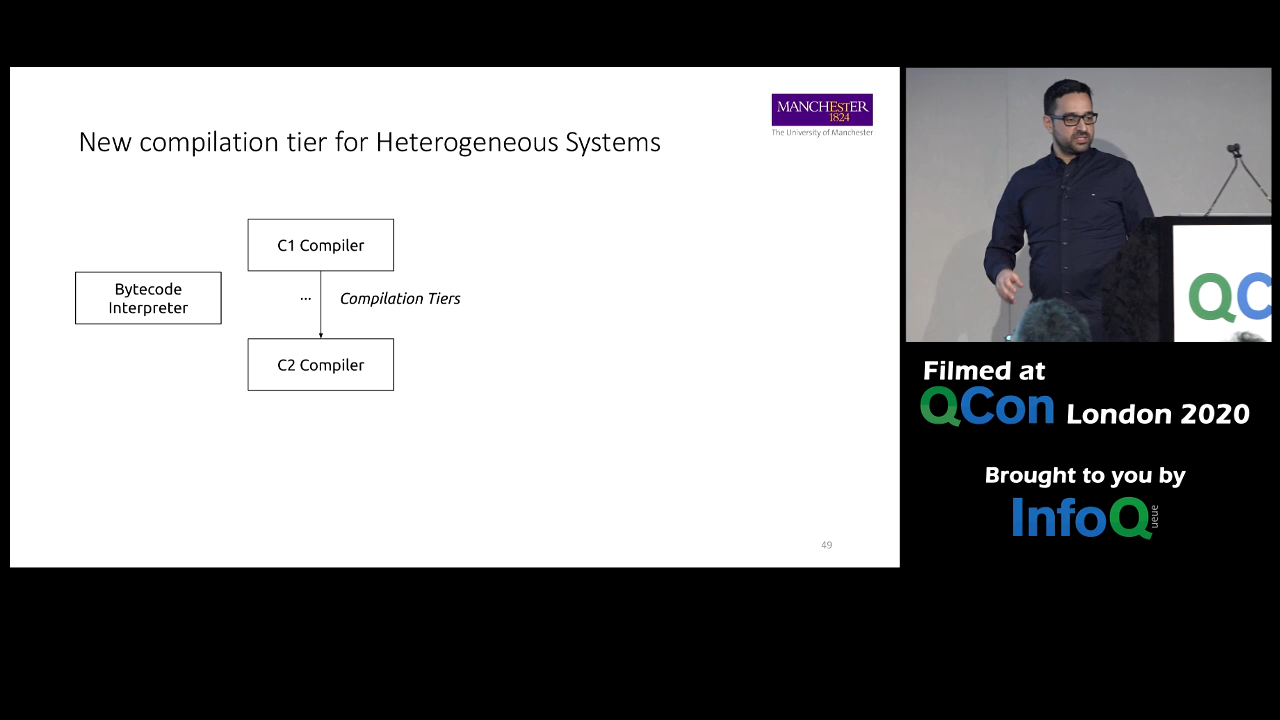 MANCHESTER
1824
The University of Manchester
New compilation tier for Heterogeneous Systems
C1 Compiler
Bytecode
Interpreter
... Compilation Tiers
C2 Compiler
49
QC
Filmed at
QCon London 2020
Brought to you by
InfoQ
ueue